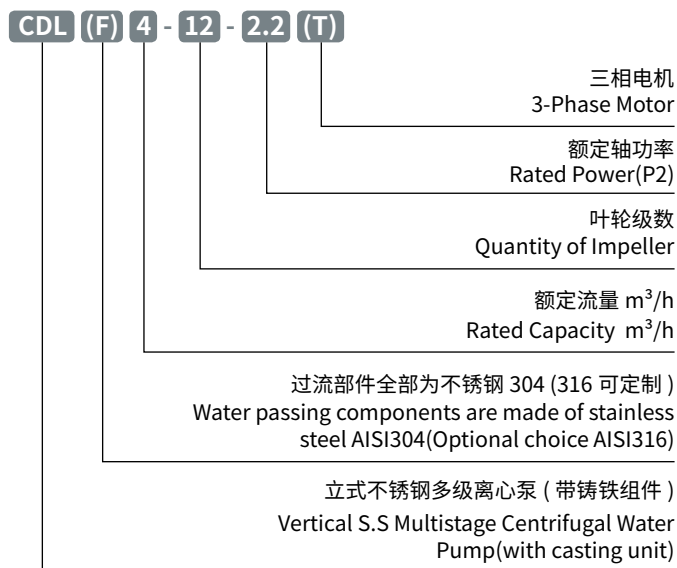 CDL (F) 4 - 12 - 2.2 (T)
三相电机
3-Phase Motor
额定轴功率
Rated Power(P2)
叶轮级数
Quantity of Impeller
额定流量 m³/h
Rated Capacity m³/h
过流部件全部为不锈钢 304 (316 可定制 )
Water passing components are made of stainless
steel AISI304(Optional choice AISI316)
立式不锈钢多级离心泵 ( 带铸铁组件 )
Vertical S.S Multistage Centrifugal Water
Pump(with casting unit)